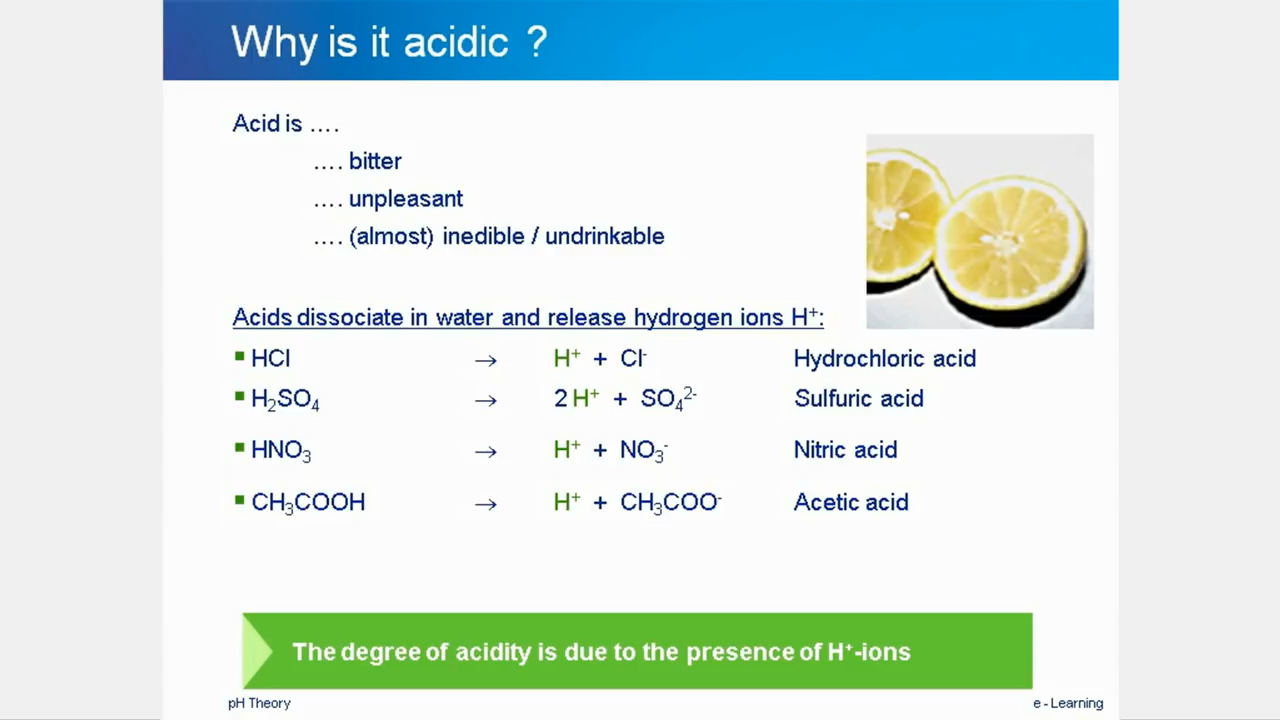 Why is it acidic ?
Acid is ....
.... bitter
.... unpleasant
.... (almost) inedible / undrinkable
Acids dissociate in water and release hydrogen ions H⁺:
HCl → H⁺ + Cl⁻ Hydrochloric acid
H₂SO₄ → 2 H⁺ + SO₄²⁻ Sulfuric acid
HNO₃ → H⁺ + NO₃⁻ Nitric acid
CH₃COOH → H⁺ + CH₃COO⁻ Acetic acid
The degree of acidity is due to the presence of H⁺-ions
pH Theory e - Learning